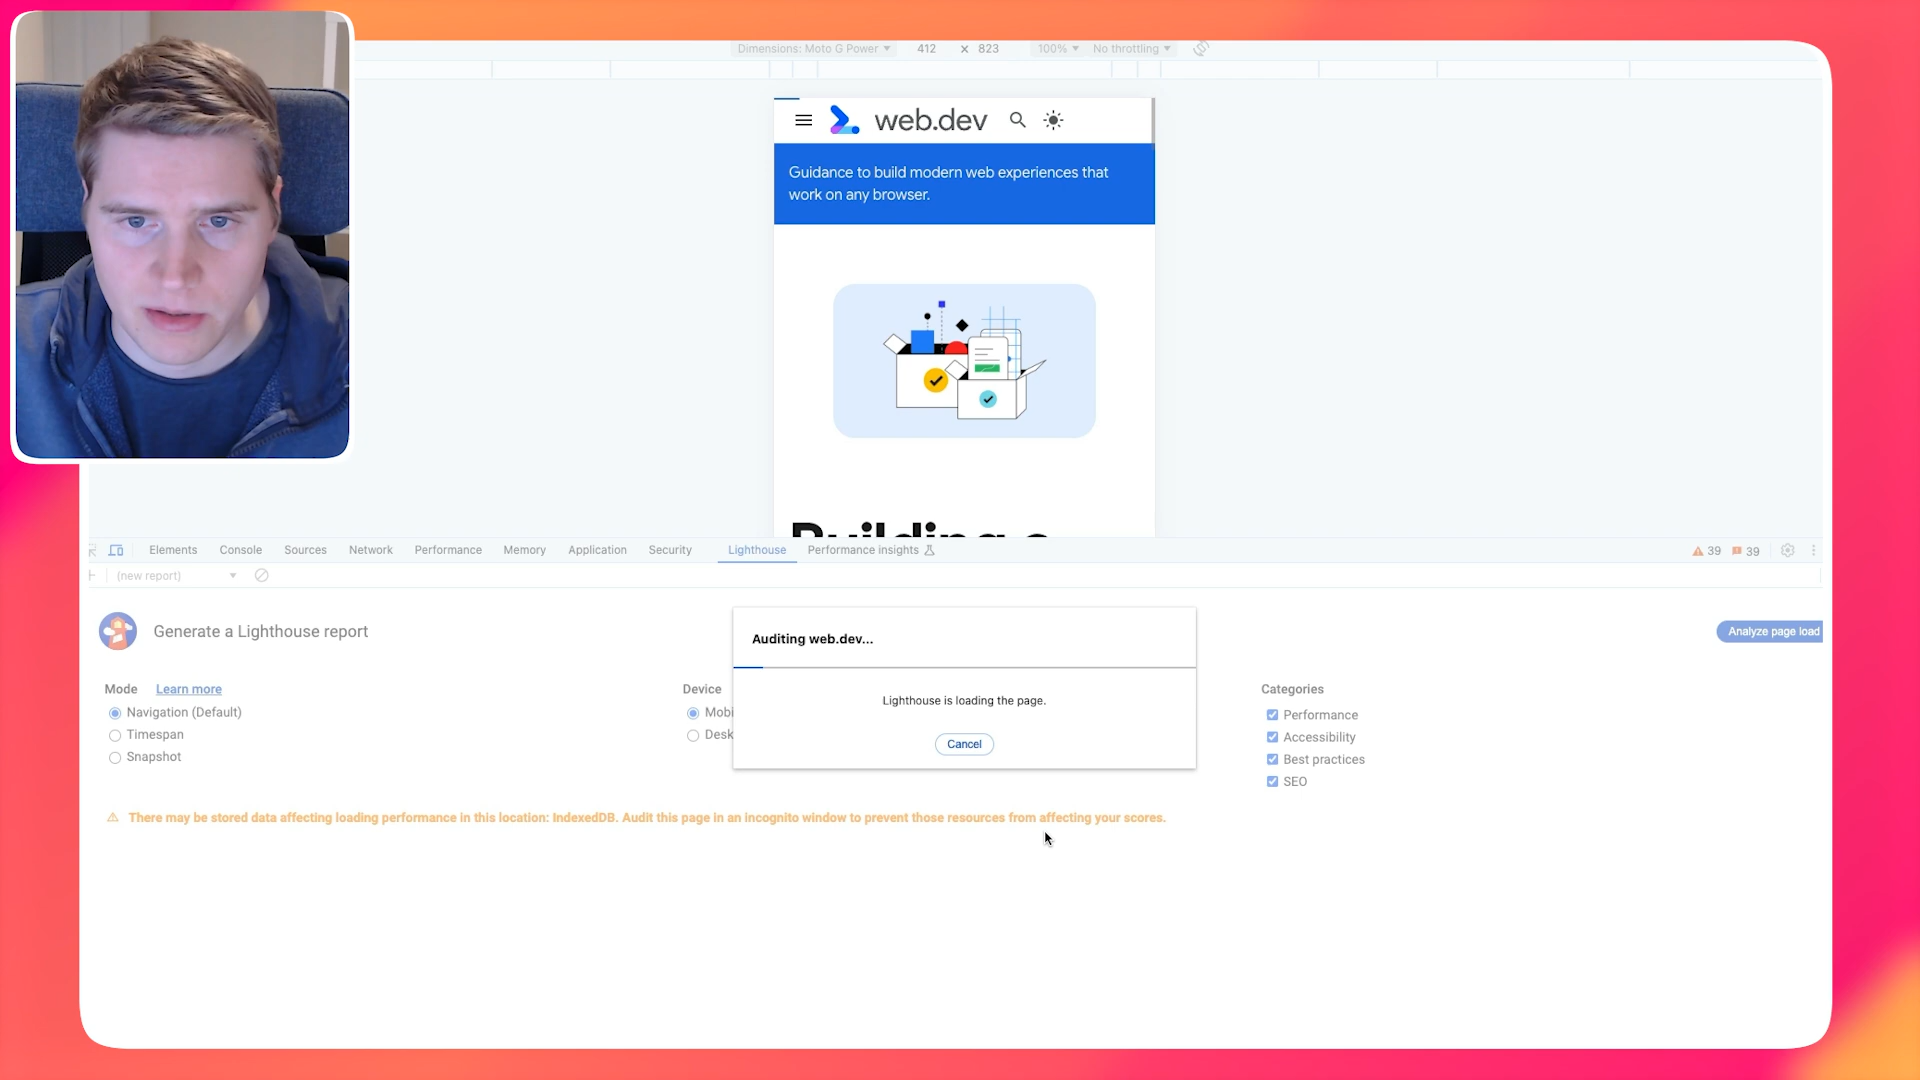 Dimensions: Moto G Power 412 x 823 100% No throttling
web.dev
Guidance to build modern web experiences that
work on any browser.
Building a
Elements Console Sources Network Performance Memory Application Security Lighthouse Performance insights 39 39
(new report)
Generate a Lighthouse report
Analyze page load
Auditing web.dev...
Lighthouse is loading the page.
Cancel
Mode Learn more
Navigation (Default)
Timespan
Snapshot
Device
Mobi
Desk
Categories
Performance
Accessibility
Best practices
SEO
There may be stored data affecting loading performance in this location: IndexedDB. Audit this page in an incognito window to prevent those resources from affecting your scores.